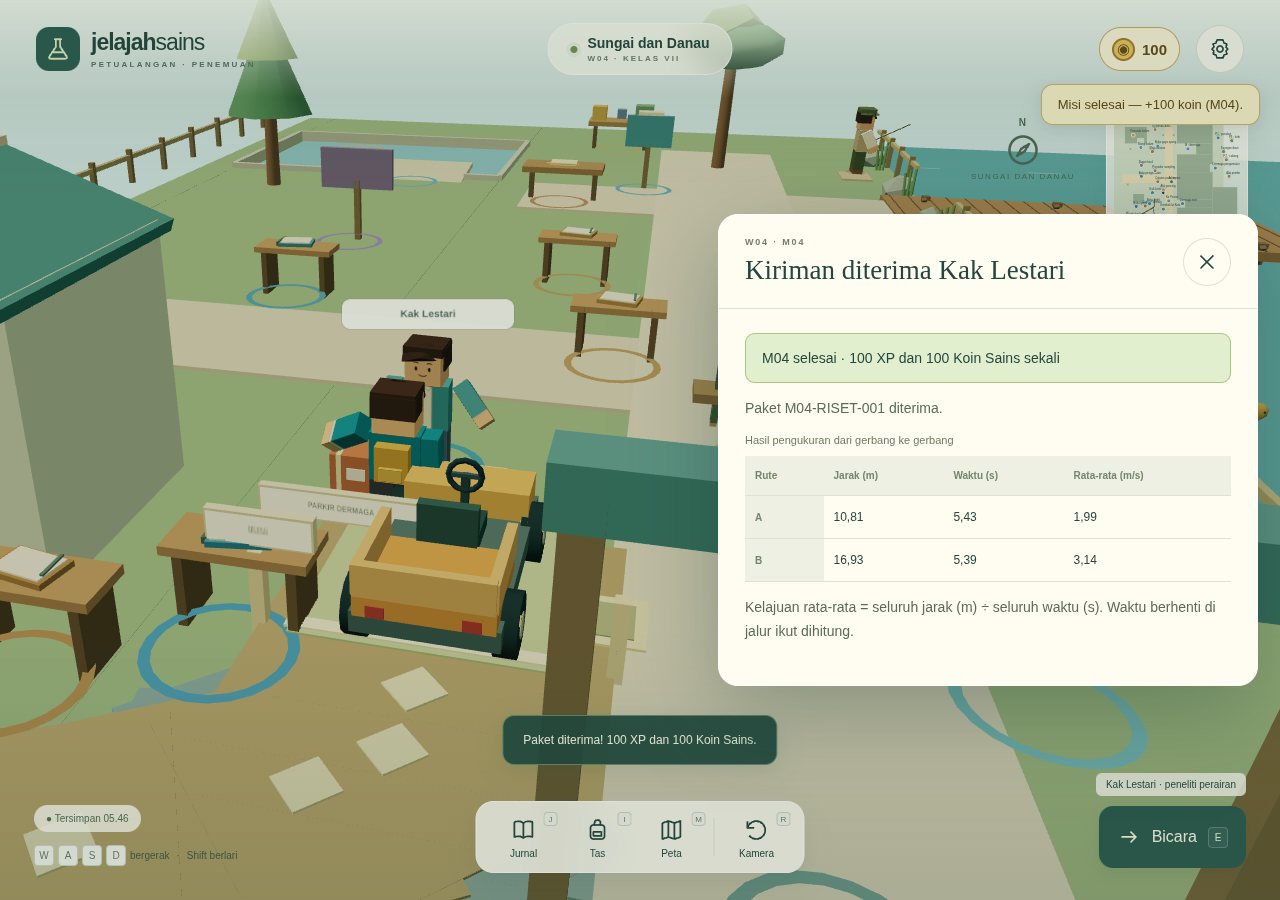 jelajahsains
PETUALANGAN · PENEMUAN
Sungai dan Danau
W04 · KELAS VII
100
Misi selesai — +100 koin (M04).
N
SUNGAI DAN DANAU
W04 · M04
Kiriman diterima Kak Lestari
M04 selesai · 100 XP dan 100 Koin Sains sekali
Paket M04-RISET-001 diterima.
Hasil pengukuran dari gerbang ke gerbang
Rute Jarak (m) Waktu (s) Rata-rata (m/s)
A 10,81 5,43 1,99
B 16,93 5,39 3,14
Kelajuan rata-rata = seluruh jarak (m) ÷ seluruh waktu (s). Waktu berhenti di
jalur ikut dihitung.
Kak Lestari
PARKIR DERMAGA
Paket diterima! 100 XP dan 100 Koin Sains.
Kak Lestari · peneliti perairan
Bicara E
● Tersimpan 05.46
W A S D bergerak · Shift berlari
Jurnal J
Tas I
Peta M
Kamera R